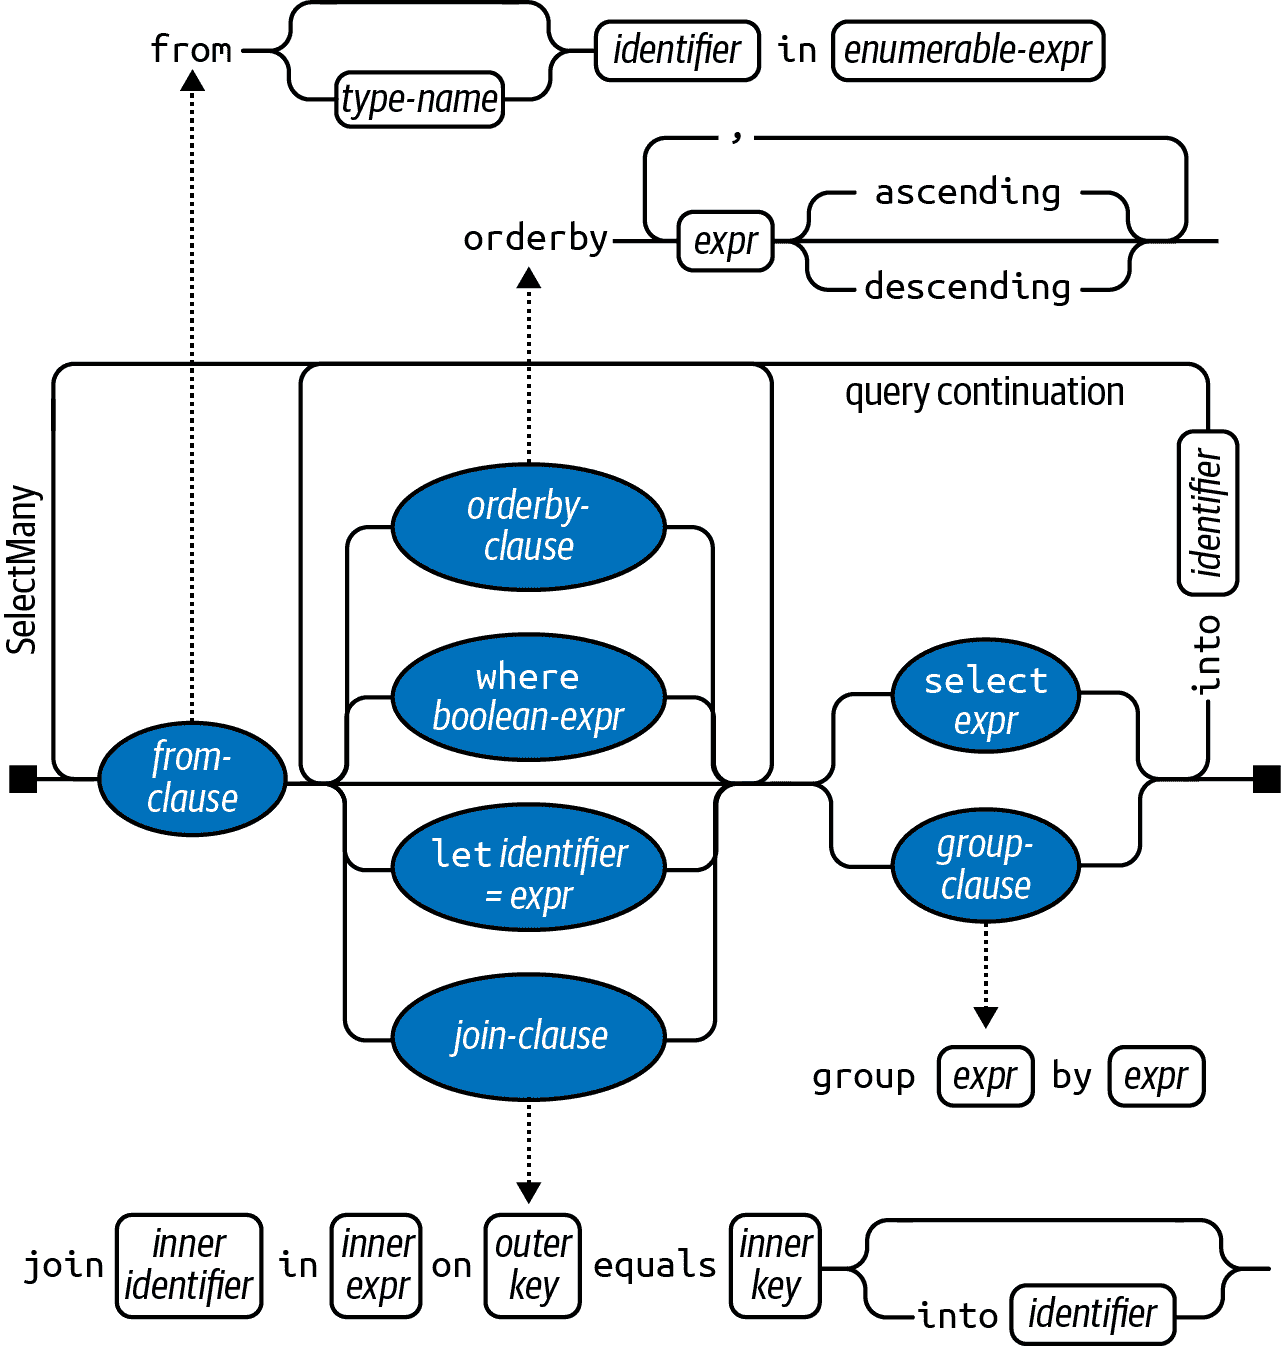 from type-name identifier in enumerable-expr
,
orderby expr ascending
descending
query continuation
SelectMany
identifier
into
orderby-
clause
where
boolean-expr
select
expr
from-
clause
let identifier
= expr
group-
clause
join-clause
group expr by expr
join inner
identifier in inner
expr on outer
key equals inner
key into identifier